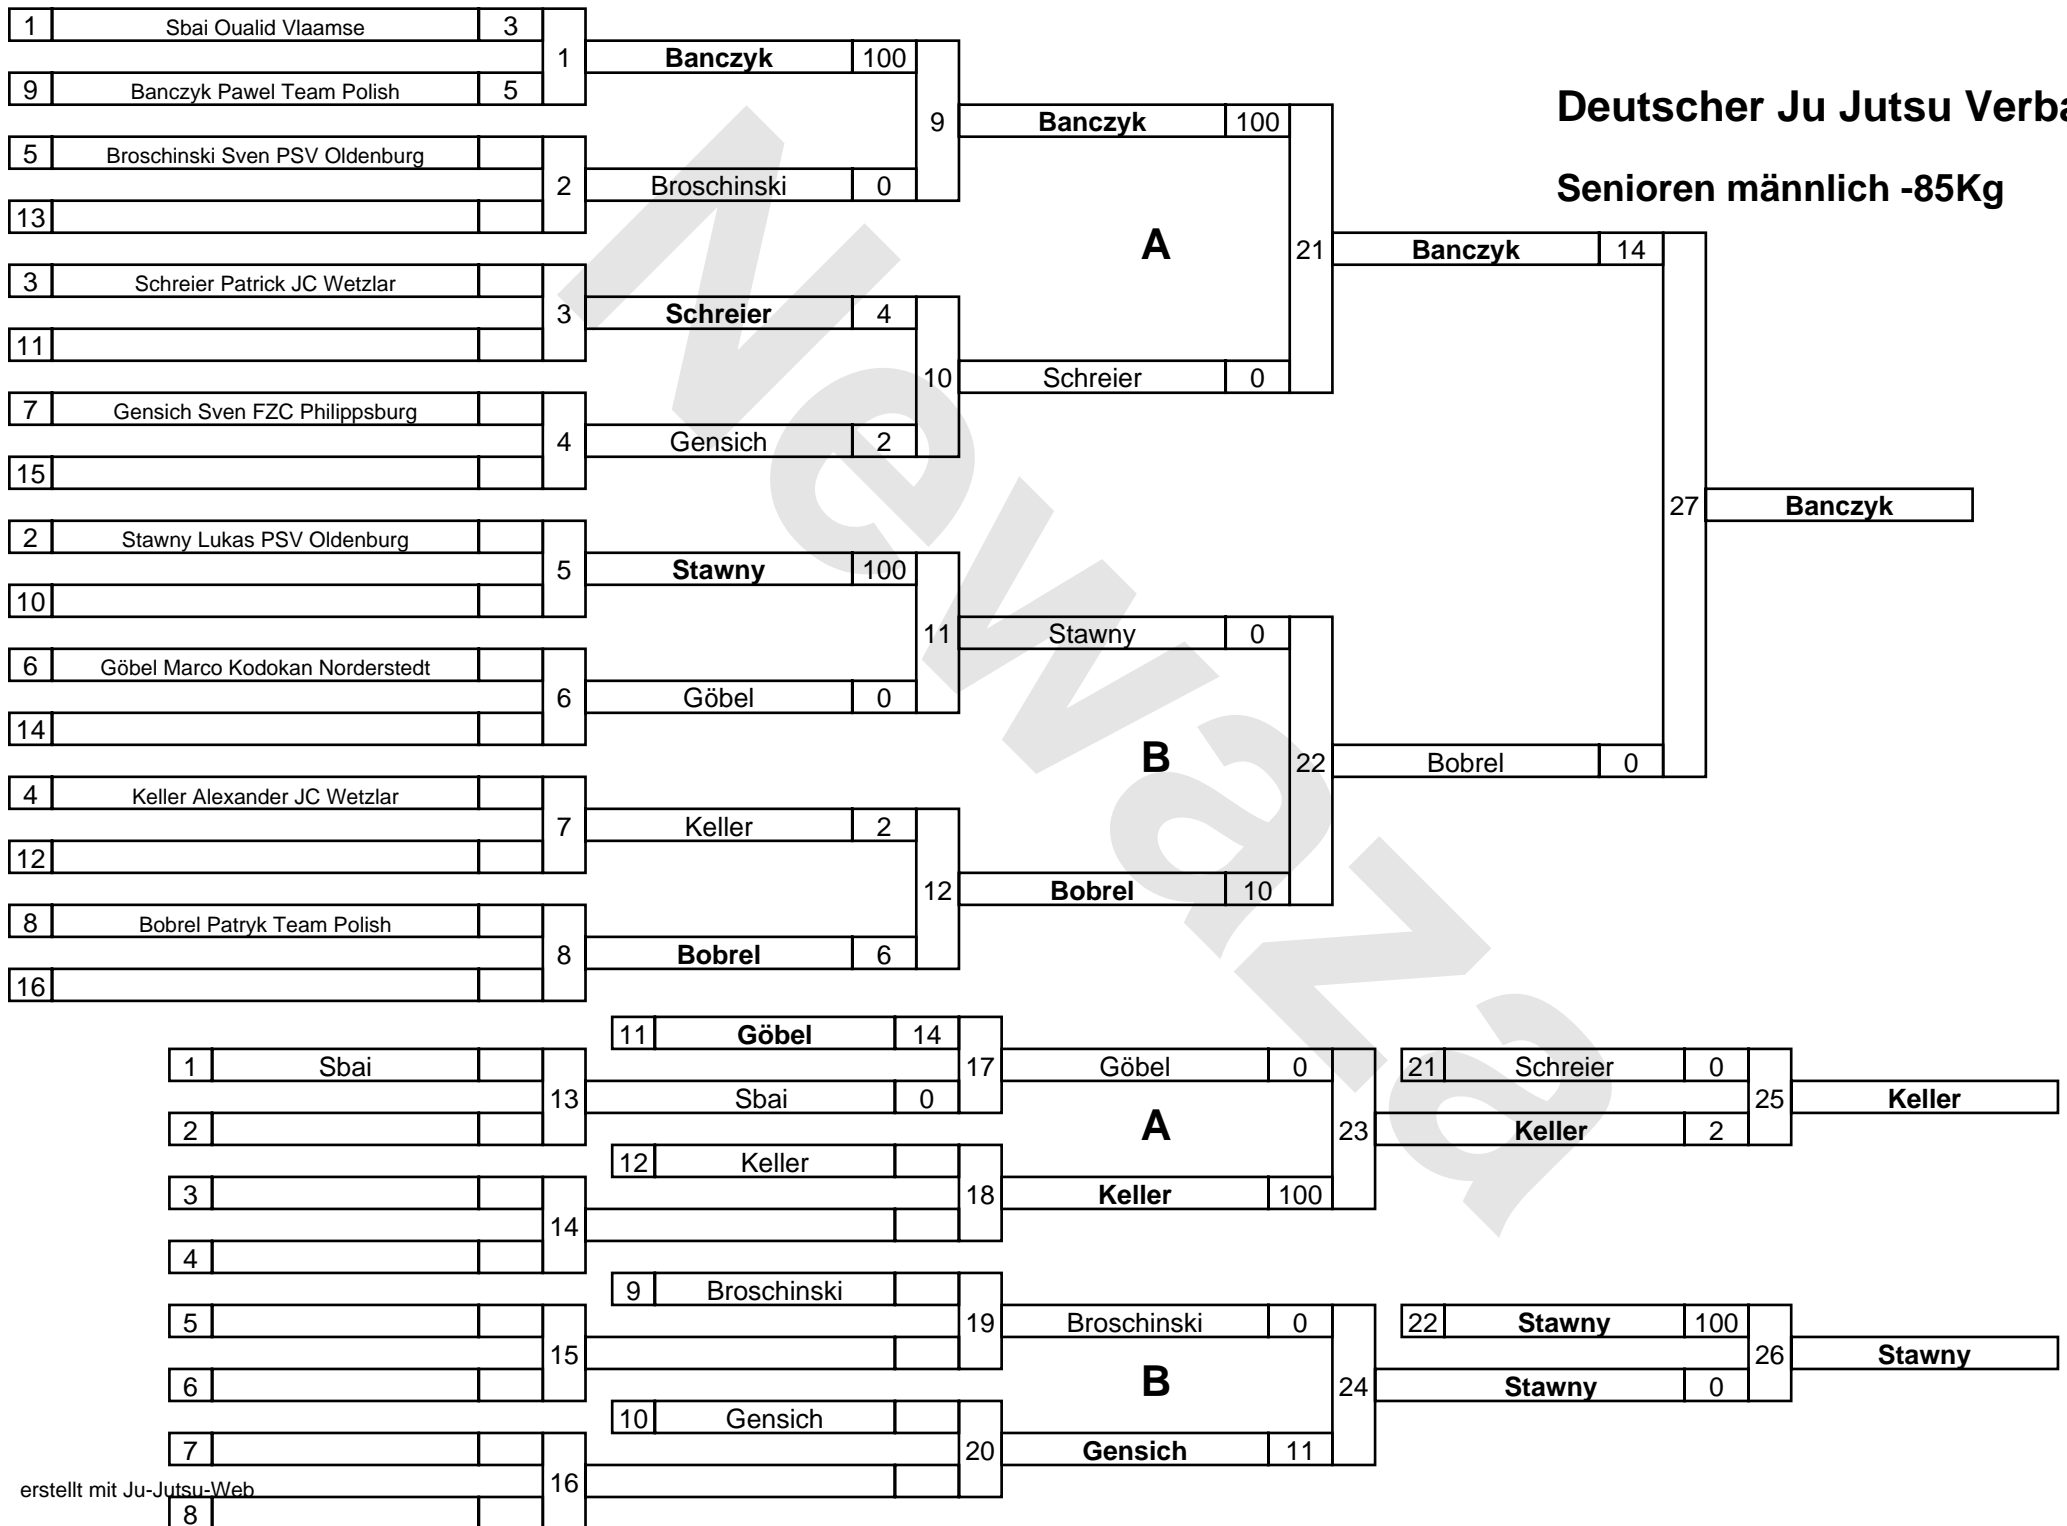 Deutscher Ju Jutsu Verba
Senioren männlich -85Kg
Newaza
1 Sbai Oualid Vlaamse 3
9 Banczyk Pawel Team Polish 5
1
5 Broschinski Sven PSV Oldenburg
13
2
3 Schreier Patrick JC Wetzlar
11
3
7 Gensich Sven FZC Philippsburg
15
4
2 Stawny Lukas PSV Oldenburg
10
5
6 Göbel Marco Kodokan Norderstedt
14
6
4 Keller Alexander JC Wetzlar
12
7
8 Bobrel Patryk Team Polish
16
8
Banczyk 100
Broschinski 0
9
Schreier 4
Gensich 2
10
Stawny 100
Göbel 0
11
Keller 2
Bobrel 6
12
Banczyk 100
A
Schreier 0
21
Stawny 0
B
Bobrel 10
22
Banczyk 14
Bobrel 0
27
Banczyk
1 Sbai
2
13
3
4
14
5
6
15
7
8
16
11 Göbel 14
Sbai 0
17
12 Keller
18
9 Broschinski
19
10 Gensich
20
Göbel 0
A
Keller 100
23
Broschinski 0
B
Gensich 11
24
21 Schreier 0
Keller 2
25
Keller
22 Stawny 100
Stawny 0
26
Stawny
erstellt mit Ju-Jutsu-Web